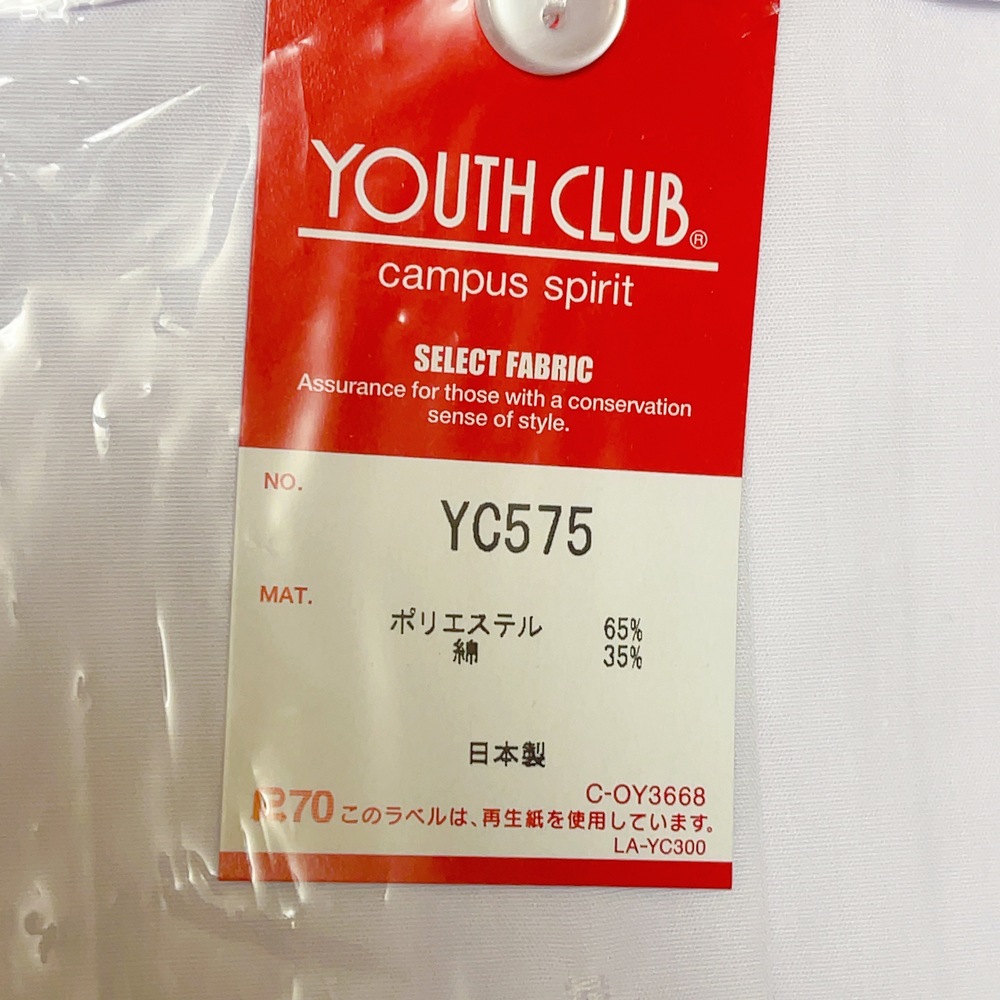 YOUTH CLUB®
campus spirit
SELECT FABRIC
Assurance for those with a conservation
sense of style.
NO.
YC575
MAT.
ポリエステル 65%
綿 35%
日本製
C-OY3668
R70 このラベルは、再生紙を使用しています。
LA-YC300